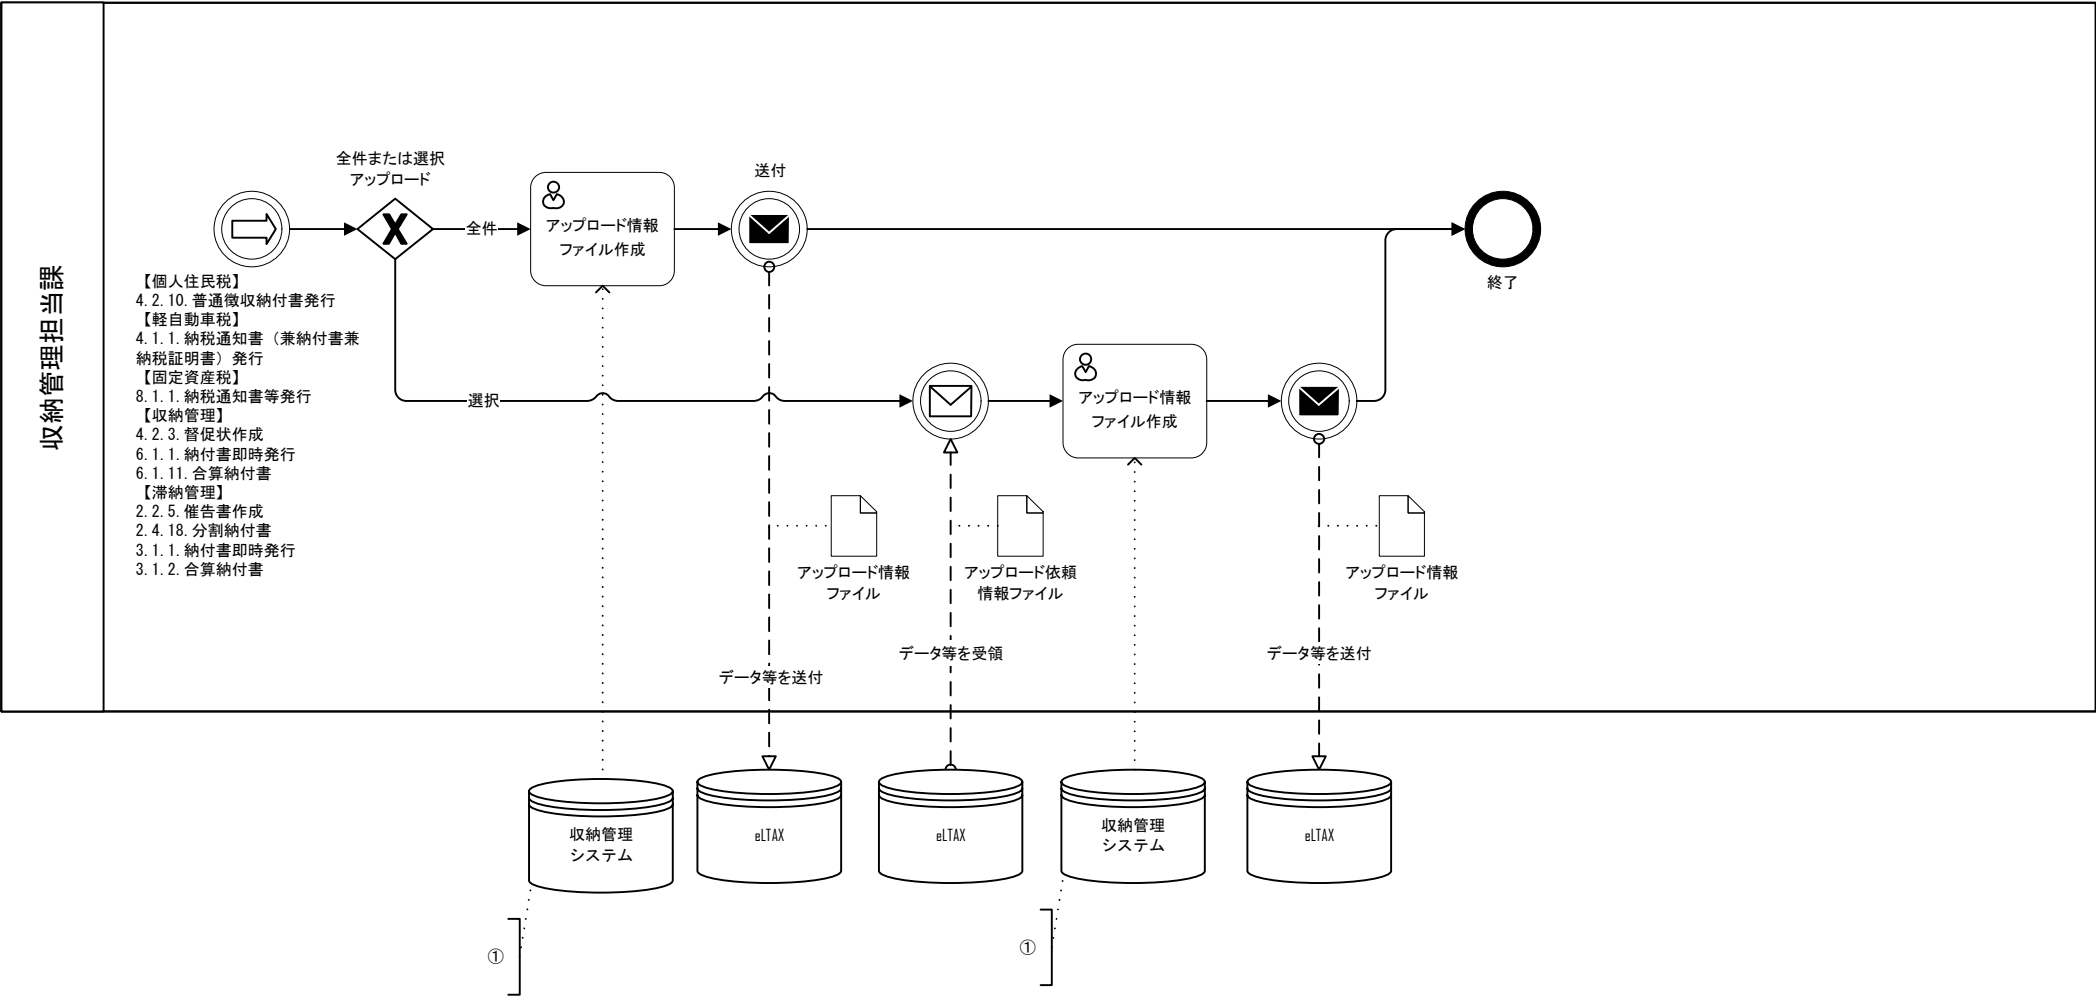 収納管理担当課
全件または選択
アップロード
全件
選択
【個人住民税】
4.2.10.普通徴収納付書発行
【軽自動車税】
4.1.1.納税通知書（兼納付書兼
納税証明書）発行
【固定資産税】
8.1.1.納税通知書等発行
【収納管理】
4.2.3.督促状作成
6.1.1.納付書即時発行
6.1.11.合算納付書
【滞納管理】
2.2.5.催告書作成
2.4.18.分割納付書
3.1.1.納付書即時発行
3.1.2.合算納付書
アップロード情報
ファイル作成
送付
終了
アップロード情報
ファイル作成
アップロード情報
ファイル
アップロード依頼
情報ファイル
アップロード情報
ファイル
データ等を送付
データ等を受領
データ等を送付
収納管理
システム
eLTAX
eLTAX
収納管理
システム
eLTAX
①
①